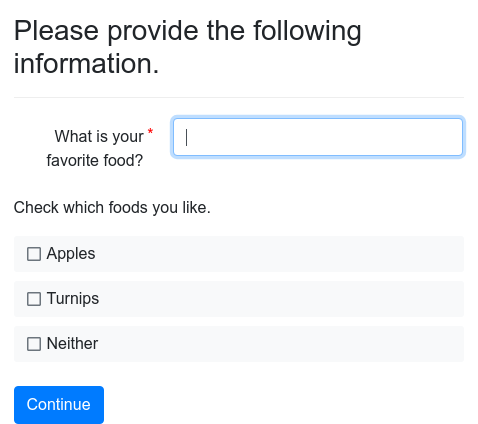 Please provide the following
information.
What is your *
favorite food?
Check which foods you like.
Apples
Turnips
Neither
Continue